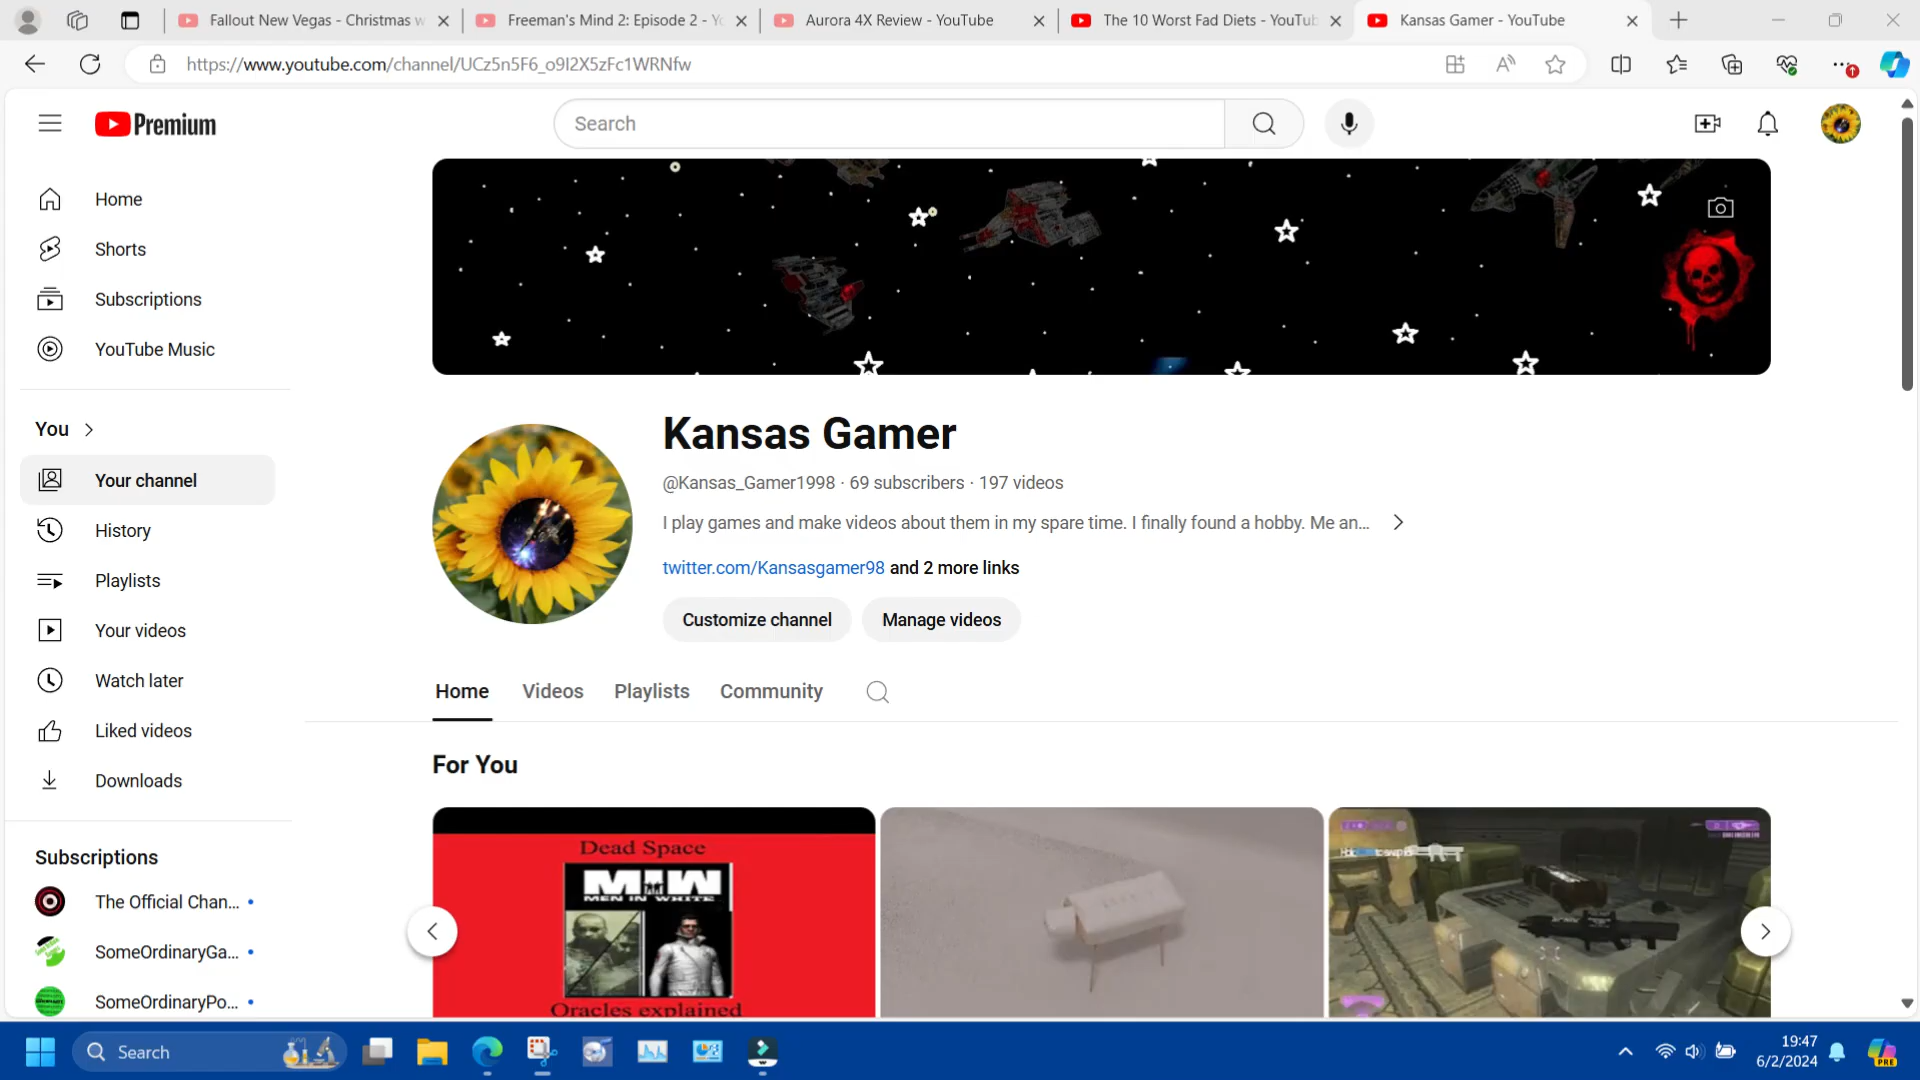 Fallout New Vegas - Christmas w
Freeman's Mind 2: Episode 2 - Yo
Aurora 4X Review - YouTube
The 10 Worst Fad Diets - YouTub
Kansas Gamer - YouTube
https://www.youtube.com/channel/UCz5n5F6_o9I2X5zFc1WRNfw
Premium
Search
Home
Shorts
Subscriptions
YouTube Music
You
Your channel
History
Playlists
Your videos
Watch later
Liked videos
Downloads
Subscriptions
The Official Chan...
SomeOrdinaryGa...
SomeOrdinaryPo...
Kansas Gamer
@Kansas_Gamer1998 · 69 subscribers · 197 videos
I play games and make videos about them in my spare time. I finally found a hobby. Me an...
twitter.com/Kansasgamer98 and 2 more links
Customize channel
Manage videos
Home
Videos
Playlists
Community
For You
Dead Space
MIW
MEN IN WHITE
Oracles explained
Search
19:47
6/2/2024
PRE